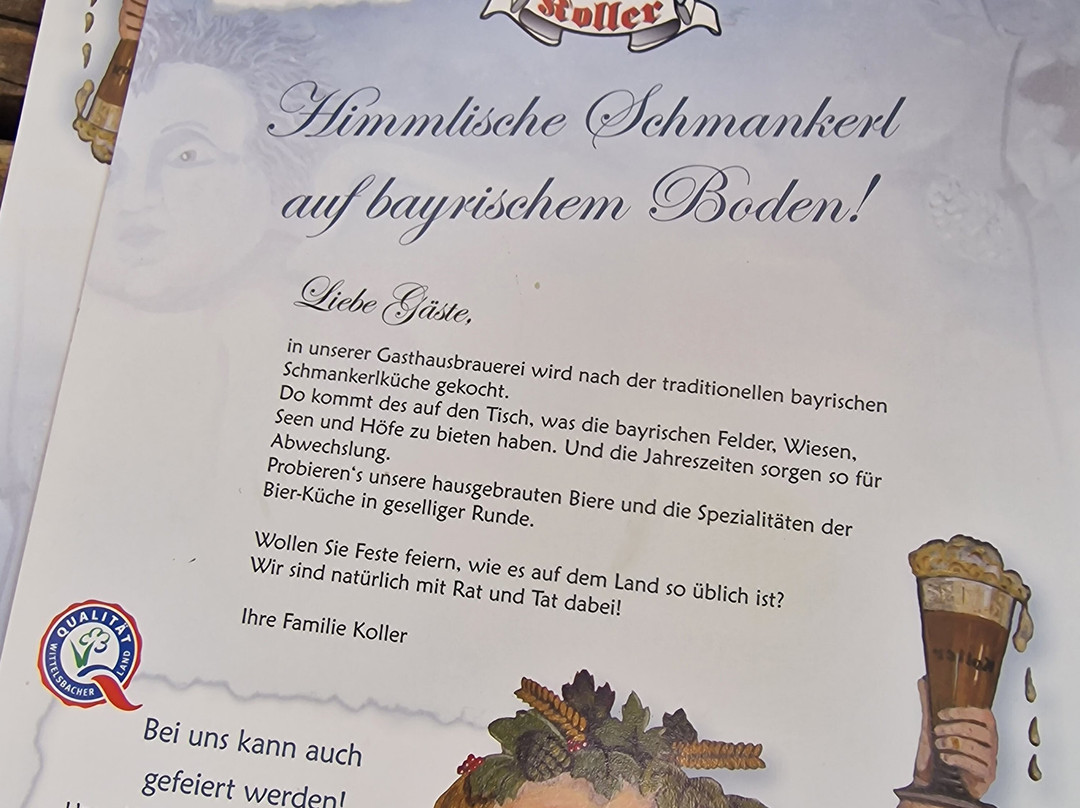 Koller
Himmlische Schmankerl
auf bayrischem Boden!
Liebe Gäste,
in unserer Gasthausbrauerei wird nach der traditionellen bayrischen
Schmankerlküche gekocht.
Do kommt des auf den Tisch, was die bayrischen Felder, Wiesen,
Seen und Höfe zu bieten haben. Und die Jahreszeiten sorgen so für
Abwechslung.
Probieren's unsere hausgebrauten Biere und die Spezialitäten der
Bier-Küche in geselliger Runde.
Wollen Sie Feste feiern, wie es auf dem Land so üblich ist?
Wir sind natürlich mit Rat und Tat dabei!
Ihre Familie Koller
QUALITÄT
WITTELSBACHER LAND
Koller
Bei uns kann auch
gefeiert werden!